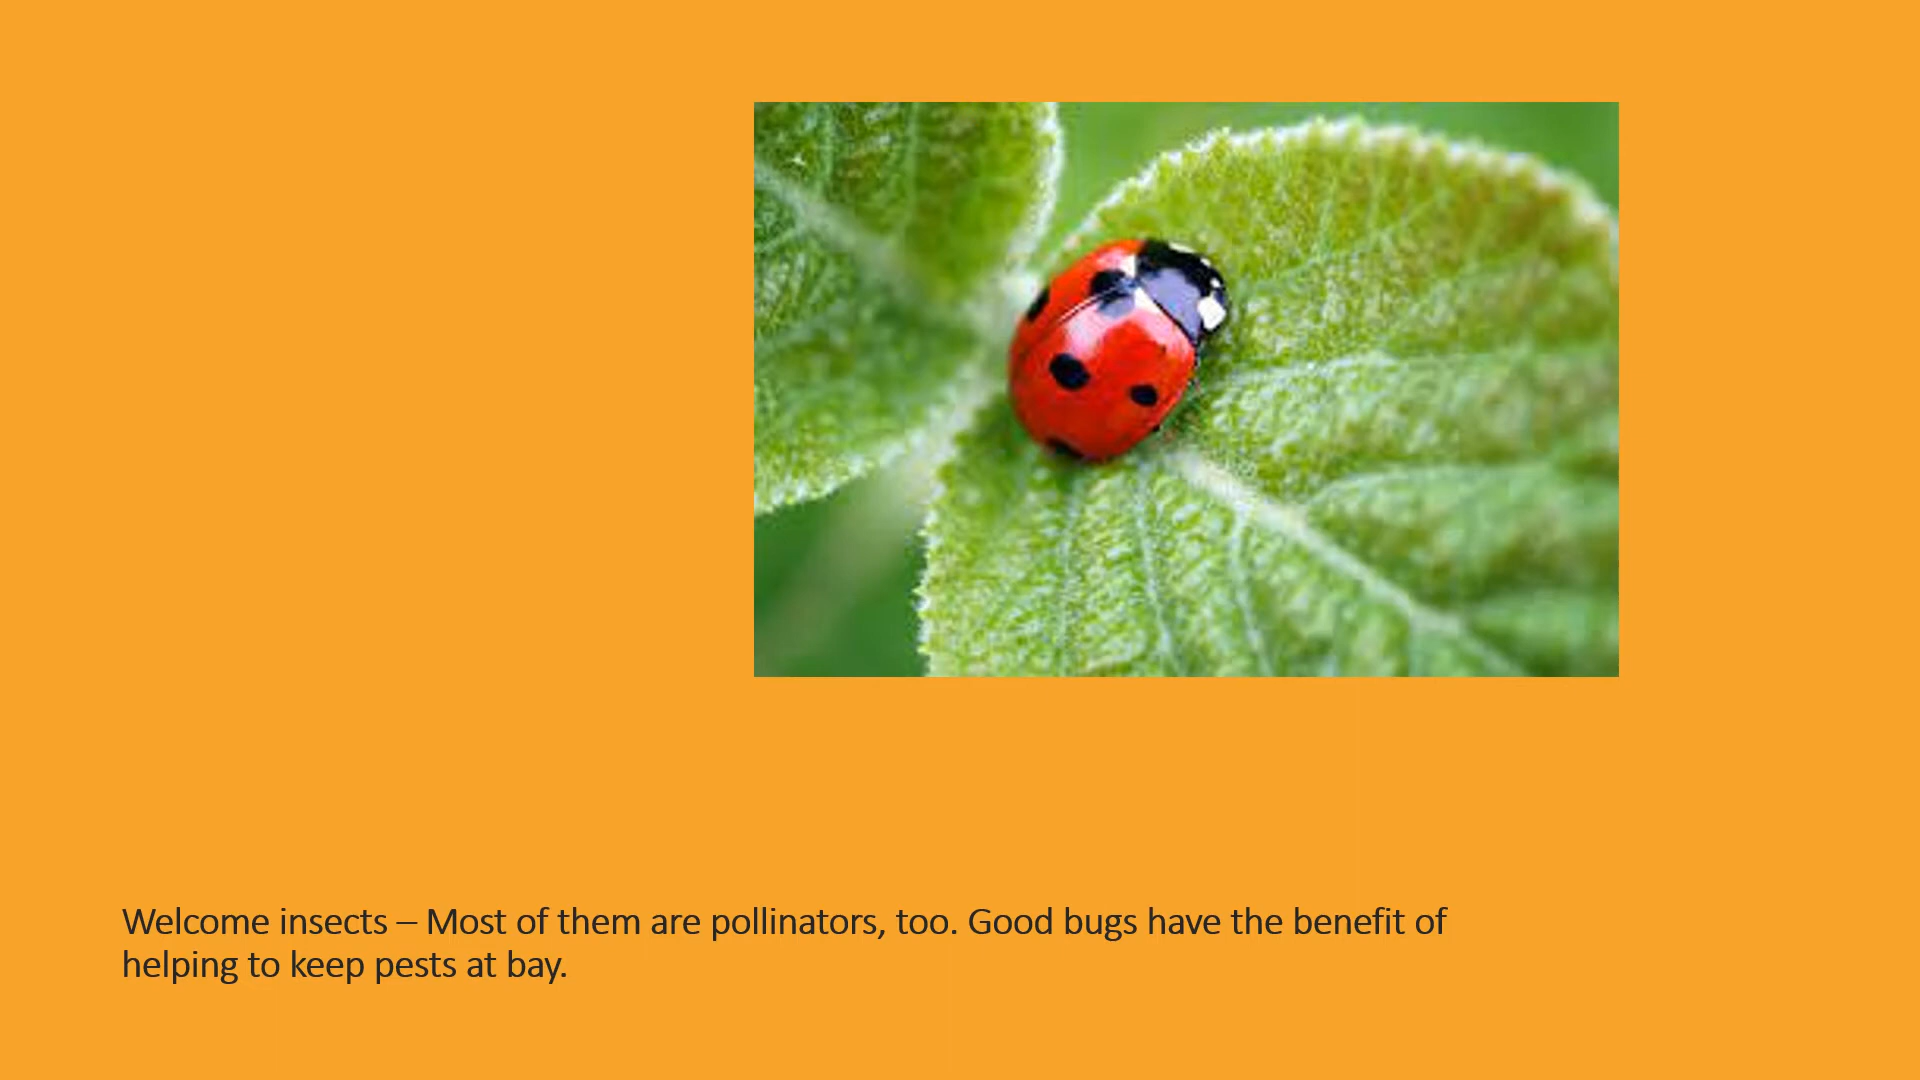 Welcome insects – Most of them are pollinators, too. Good bugs have the benefit of
helping to keep pests at bay.